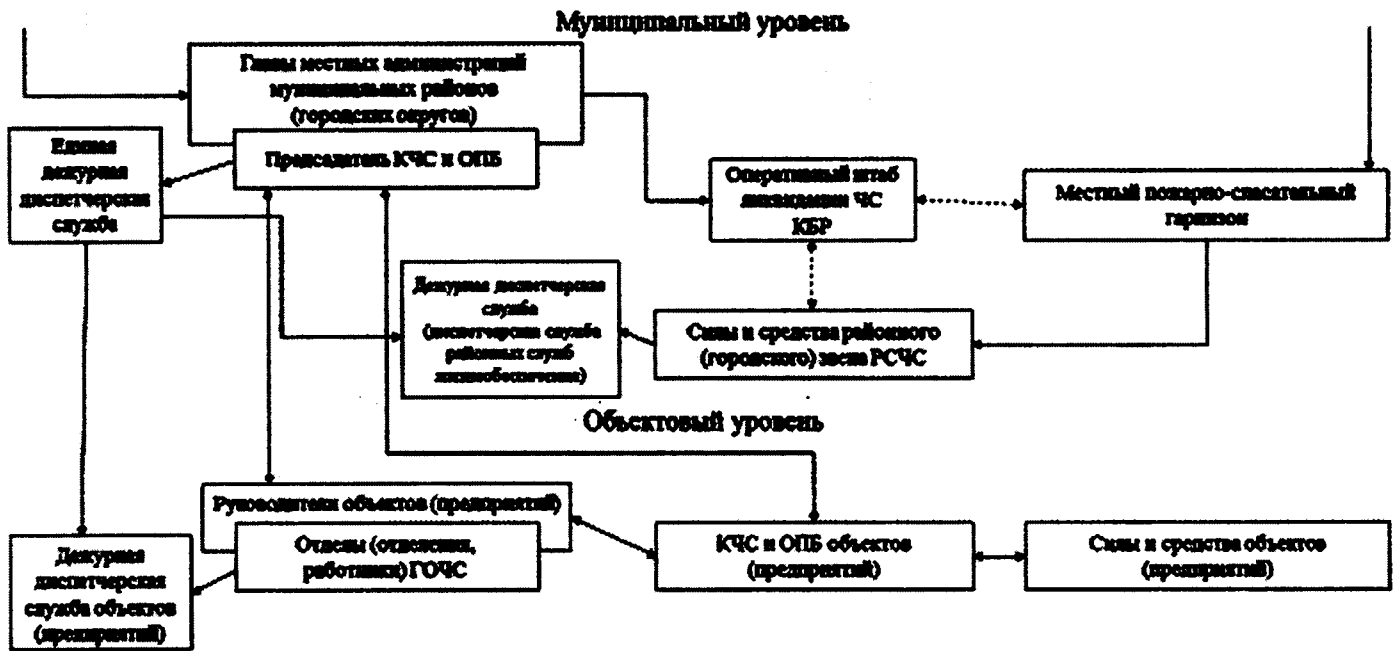 Муниципальный уровень
Главы местных администраций
муниципальных районов
(городских округов)
Председатель КЧС и ОПБ
Единая
дежурная
диспетчерская
служба
Оперативный штаб
ликвидации ЧС
КБР
Местный пожарно-спасательный
гарнизон
Дежурная диспетчерская
служба
(диспетчерская служба
районных служб
жизнеобеспечения)
Силы и средства районного
(городского) звена РСЧС
Объектовый уровень
Руководители объектов (предприятий)
Отделы (отделения,
работники) ГОЧС
Дежурная
диспетчерская
служба объектов
(предприятий)
КЧС и ОПБ объектов
(предприятий)
Силы и средства объектов
(предприятий)